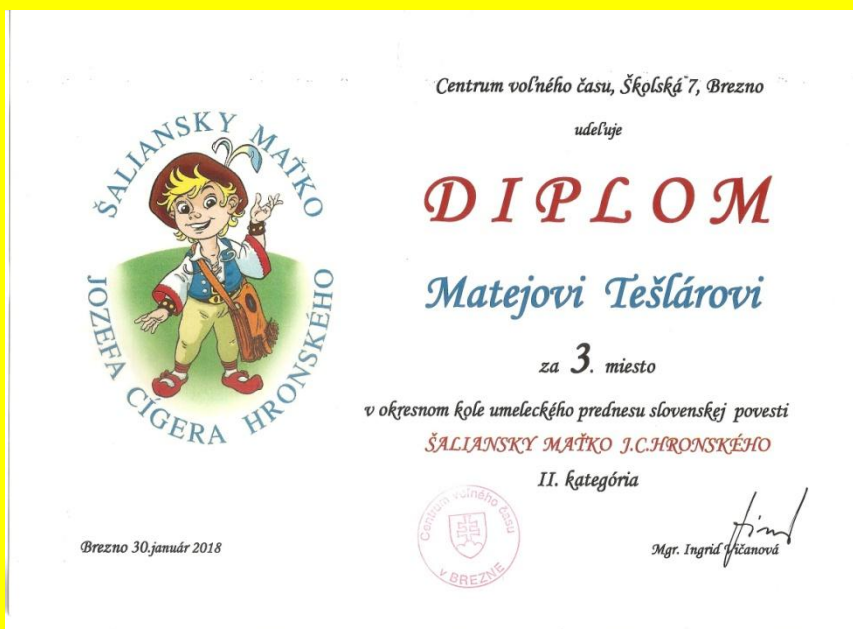 ŠALIANSKY MAŤKO
JOZEFA CÍGERA HRONSKÉHO
Centrum voľného času, Školská 7, Brezno
udeľuje
DIPLOM
Matejovi Tešlárovi
za 3. miesto
v okresnom kole umeleckého prednesu slovenskej povesti
ŠALIANSKY MAŤKO J.C.HRONSKÉHO
II. kategória
Centrum voľného času
V BREZNE
Brezno 30.január 2018
Mgr. Ingrid Vičanová